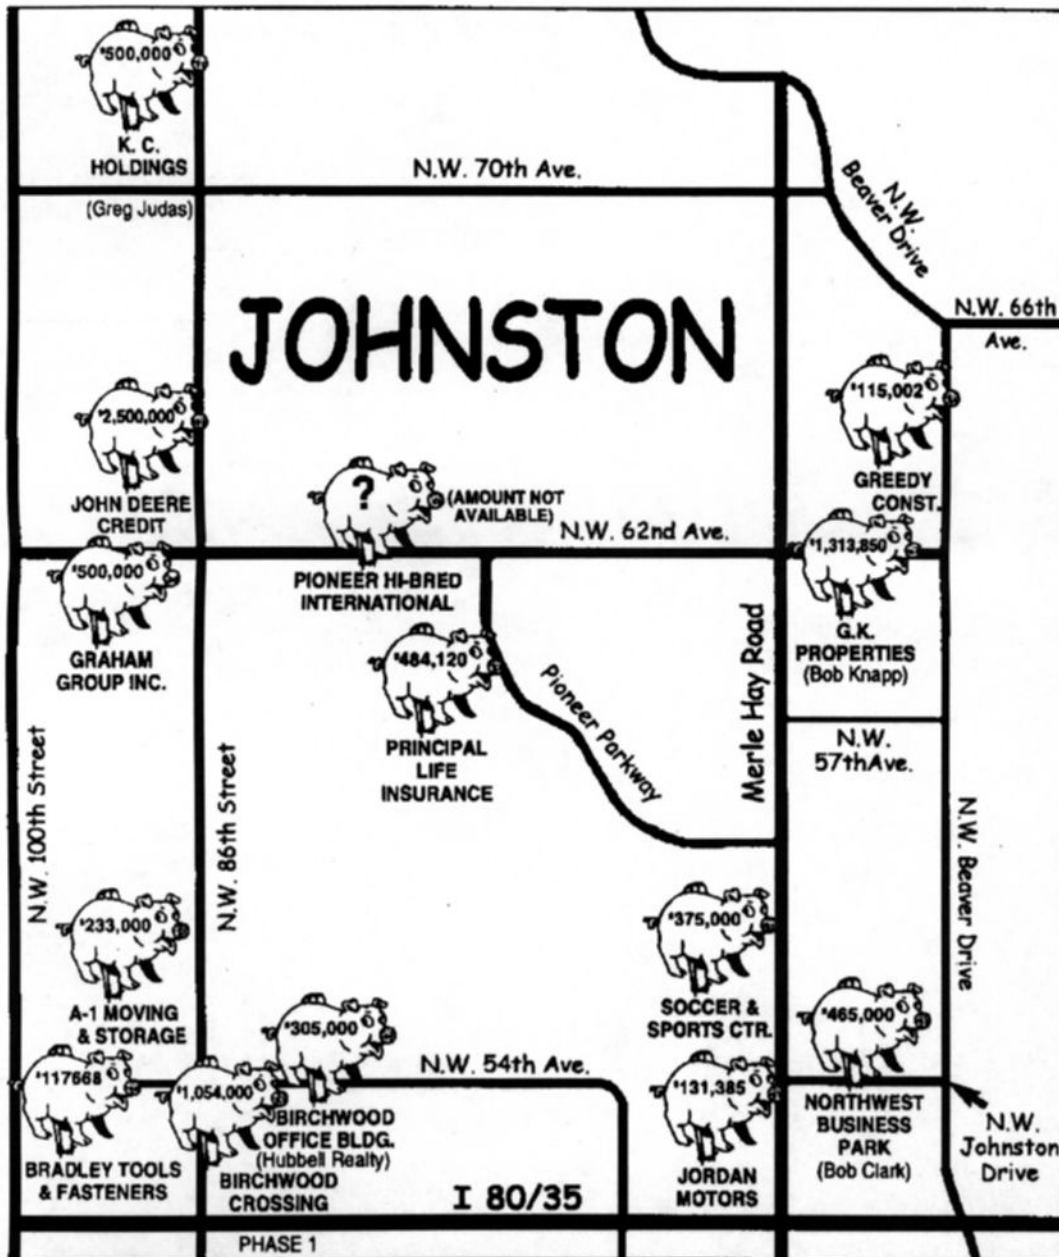 $500,000
K. C.
HOLDINGS
(Greg Judas)
N.W. 70th Ave.
N.W.
Beaver Drive
N.W. 66th
Ave.
JOHNSTON
$2,500,000
JOHN DEERE
CREDIT
?
(AMOUNT NOT
AVAILABLE)
PIONEER HI-BRED
INTERNATIONAL
N.W. 62nd Ave.
$115,002
GREEDY
CONST.
$1,313,850
G.K.
PROPERTIES
(Bob Knapp)
$500,000
GRAHAM
GROUP INC.
$484,120
PRINCIPAL
LIFE
INSURANCE
Pioneer Parkway
Merle Hay Road
N.W.
57thAve.
N.W. 100th Street
N.W. 86th Street
N.W. Beaver Drive
$233,000
A-1 MOVING
& STORAGE
$375,000
SOCCER &
SPORTS CTR.
$465,000
NORTHWEST
BUSINESS
PARK
(Bob Clark)
$305,000
BIRCHWOOD
OFFICE BLDG.
(Hubbell Realty)
N.W. 54th Ave.
$117668
BRADLEY TOOLS
& FASTENERS
$1,054,000
BIRCHWOOD
CROSSING
$131,385
JORDAN
MOTORS
N.W.
Johnston
Drive
I 80/35
PHASE 1